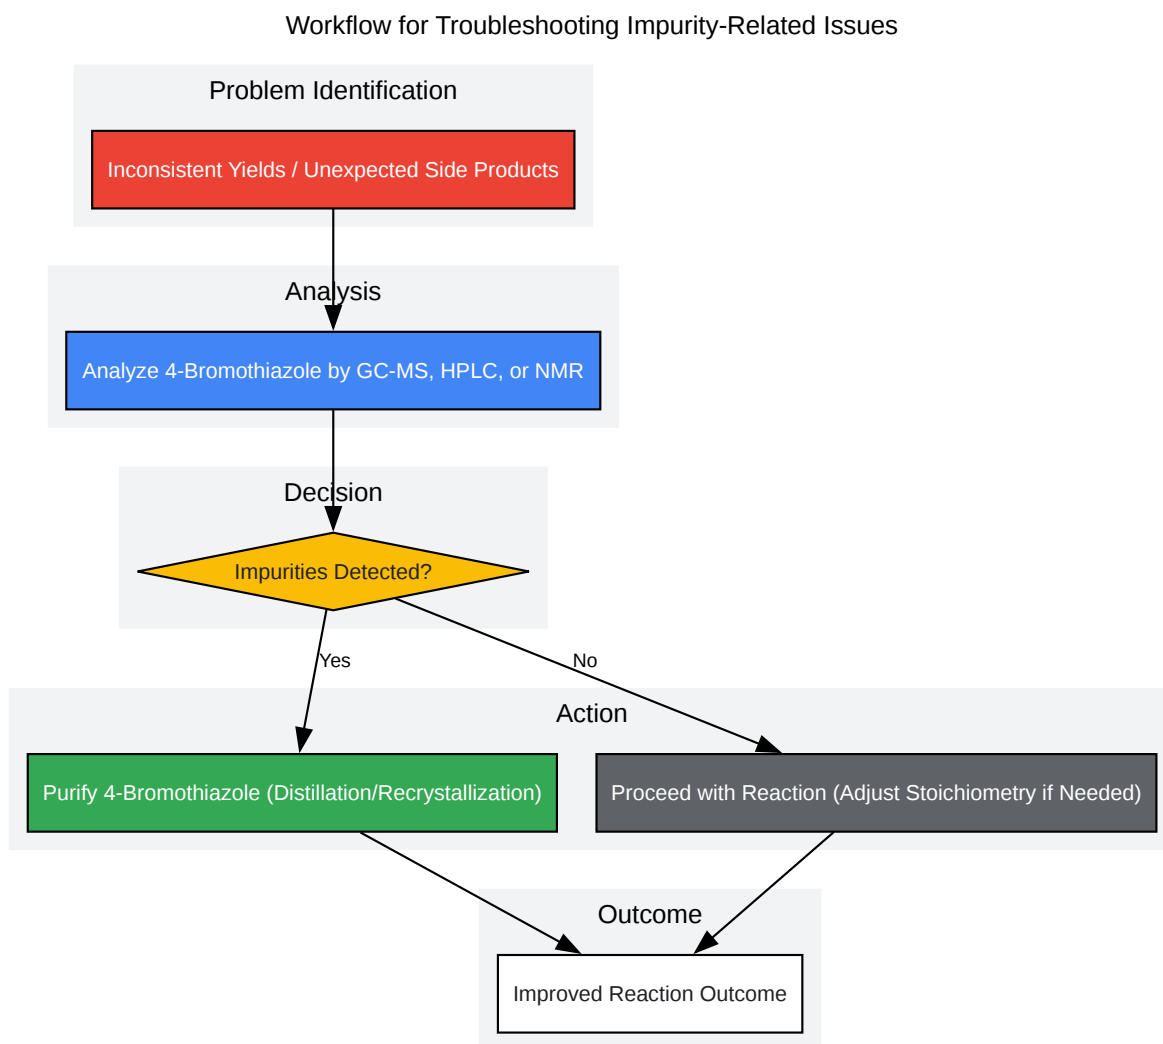 Workflow for Troubleshooting Impurity-Related Issues
Problem Identification
Inconsistent Yields / Unexpected Side Products
Analysis
Analyze 4-Bromothiazole by GC-MS, HPLC, or NMR
Decision
Impurities Detected?
Yes
No
Action
Purify 4-Bromothiazole (Distillation/Recrystallization)
Proceed with Reaction (Adjust Stoichiometry if Needed)
Outcome
Improved Reaction Outcome